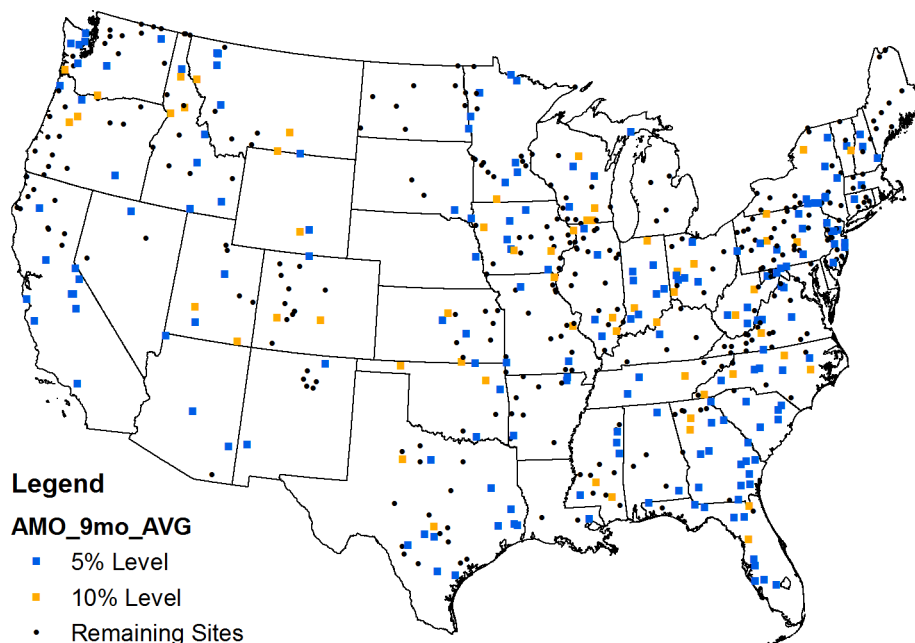 Legend
AMO_9mo_AVG
5% Level
10% Level
Remaining Sites